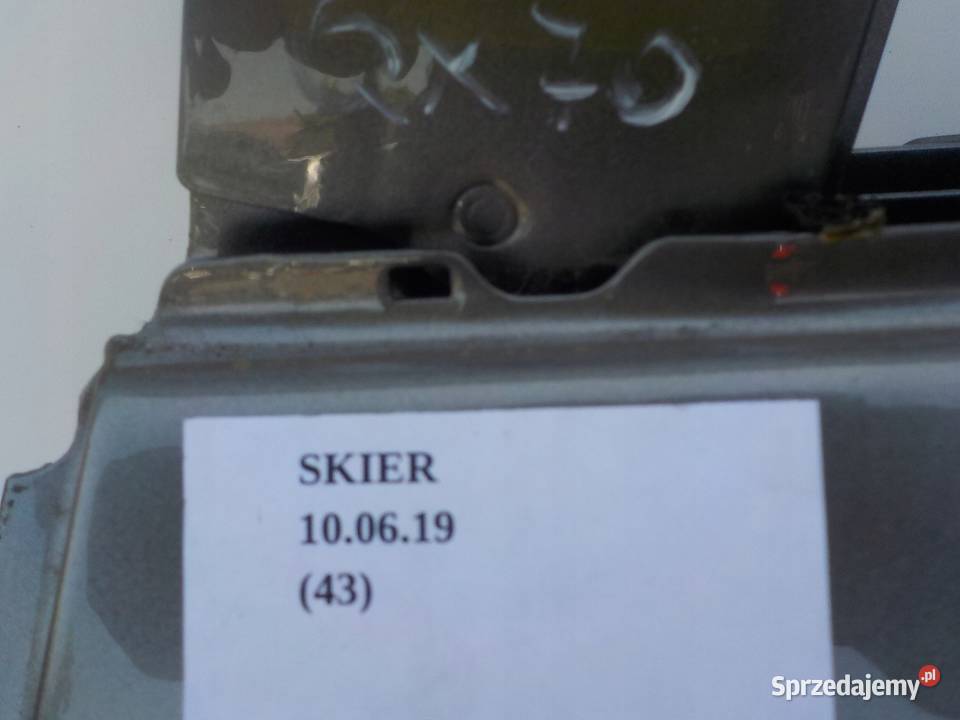 SKIER
10.06.19
(43)
Sprzedajemy.pl